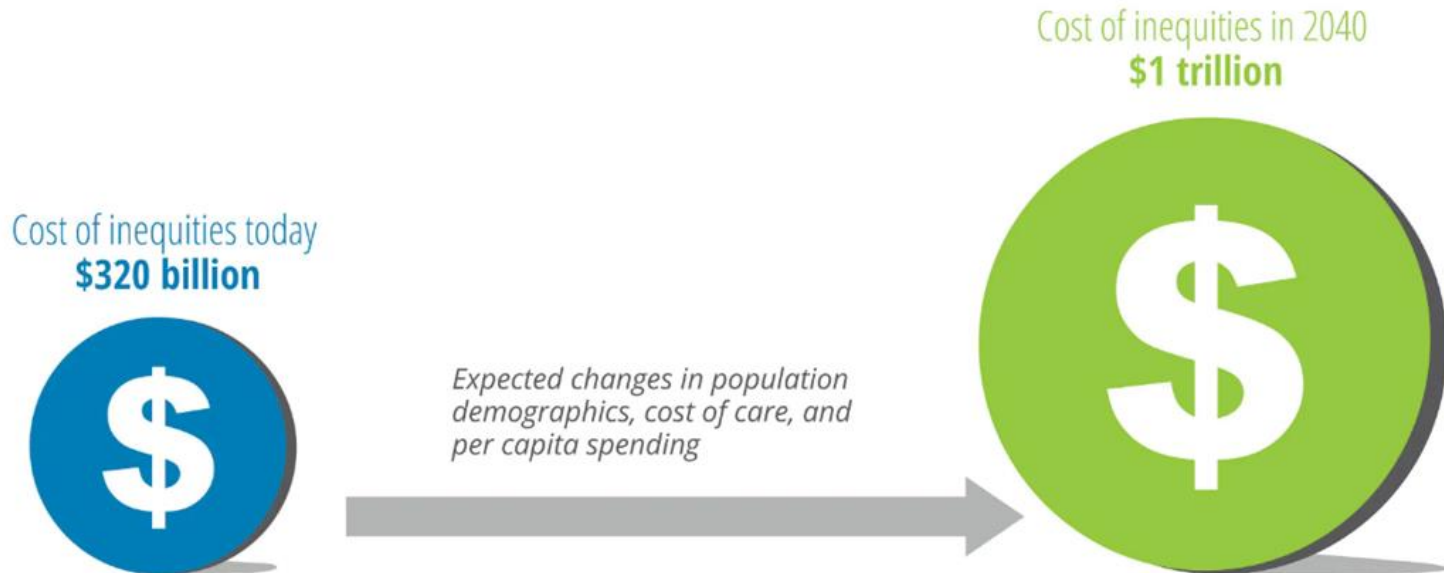 Cost of inequities in 2040
$1 trillion
Cost of inequities today
$320 billion
Expected changes in population
demographics, cost of care, and
per capita spending
$
$